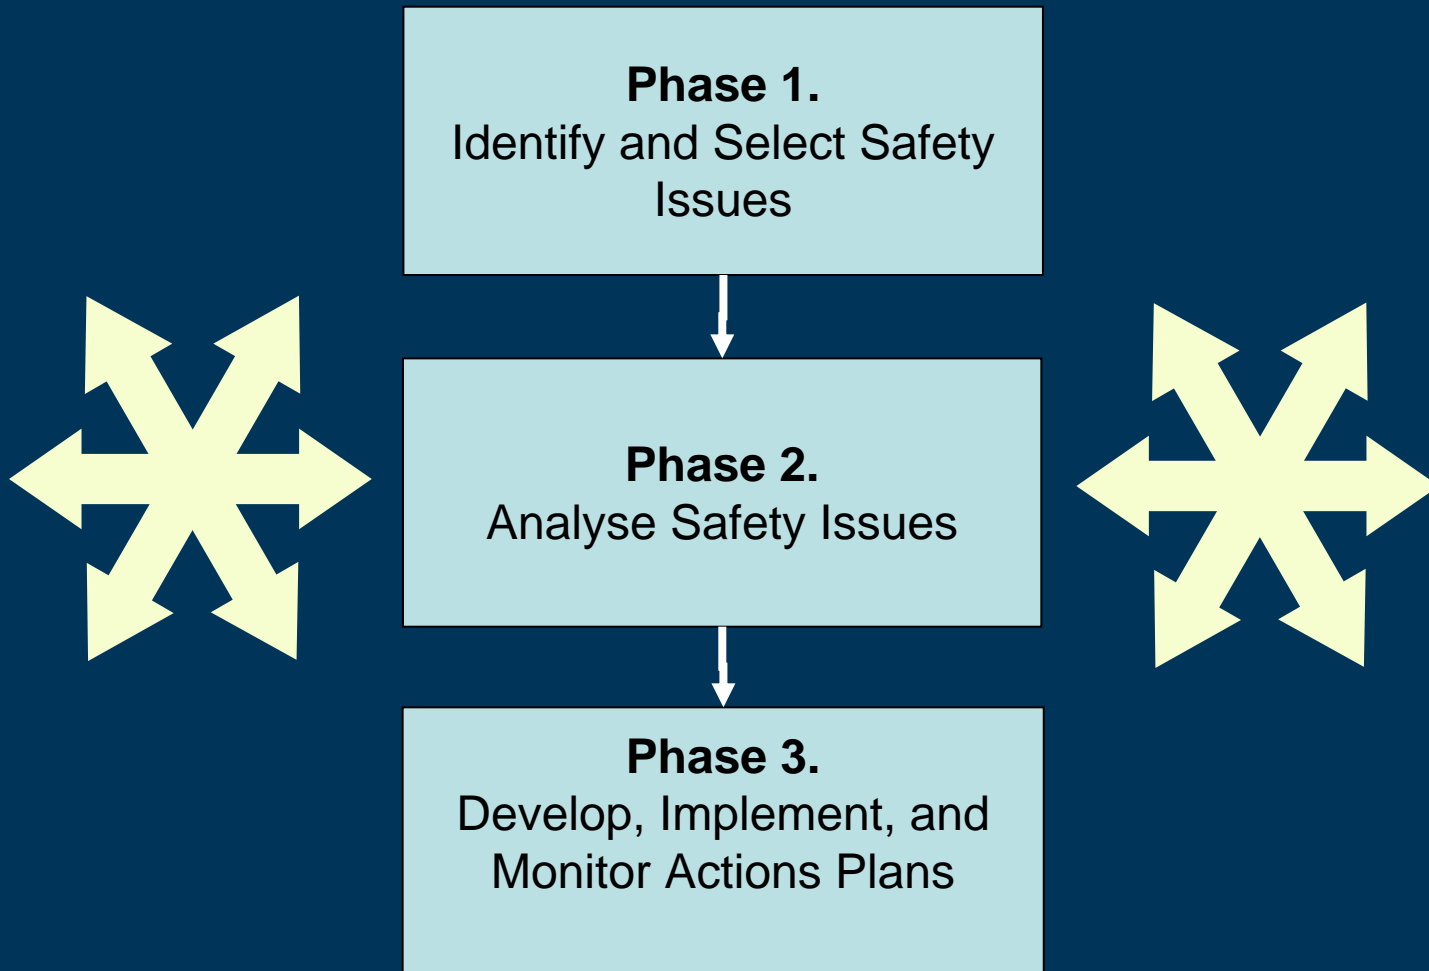 Phase 1.
Identify and Select Safety
Issues
Phase 2.
Analyse Safety Issues
Phase 3.
Develop, Implement, and
Monitor Actions Plans